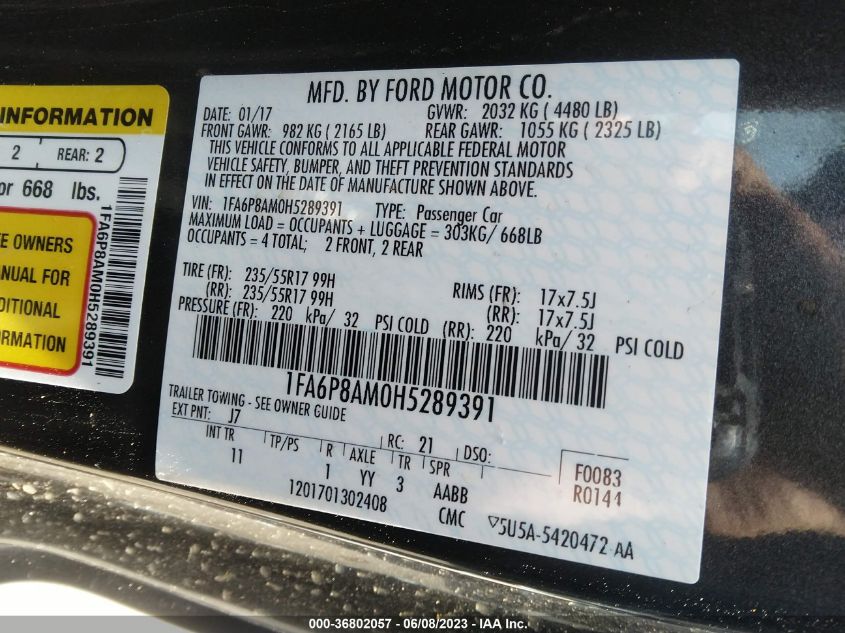 INFORMATION
2 REAR: 2
or 668 lbs.
EE OWNERS
ANUAL FOR
DITIONAL
FORMATION
1FA6P8AM0H5289391
MFD. BY FORD MOTOR CO.
DATE: 01/17 GVWR: 2032 KG ( 4480 LB)
FRONT GAWR: 982 KG ( 2165 LB) REAR GAWR: 1055 KG ( 2325 LB)
THIS VEHICLE CONFORMS TO ALL APPLICABLE FEDERAL MOTOR
VEHICLE SAFETY, BUMPER, AND THEFT PREVENTION STANDARDS
IN EFFECT ON THE DATE OF MANUFACTURE SHOWN ABOVE.
VIN: 1FA6P8AM0H5289391 TYPE: Passenger Car
MAXIMUM LOAD = OCCUPANTS + LUGGAGE = 303KG/ 668LB
OCCUPANTS = 4 TOTAL; 2 FRONT, 2 REAR
TIRE (FR): 235/55R17 99H RIMS (FR): 17x7.5J
(RR): 235/55R17 99H (RR): 17x7.5J
PRESSURE (FR): 220 kPa/ 32 PSI COLD (RR): 220 kPa/ 32 PSI COLD
1FA6P8AM0H5289391
TRAILER TOWING - SEE OWNER GUIDE
EXT PNT: J7 RC: 21 DSO:
INT TR TP/PS R AXLE TR SPR F0083
11 1 YY 3 AABB R0144
1201701302408 CMC 5U5A-5420472-AA
000-36802057 - 06/08/2023 - IAA Inc.